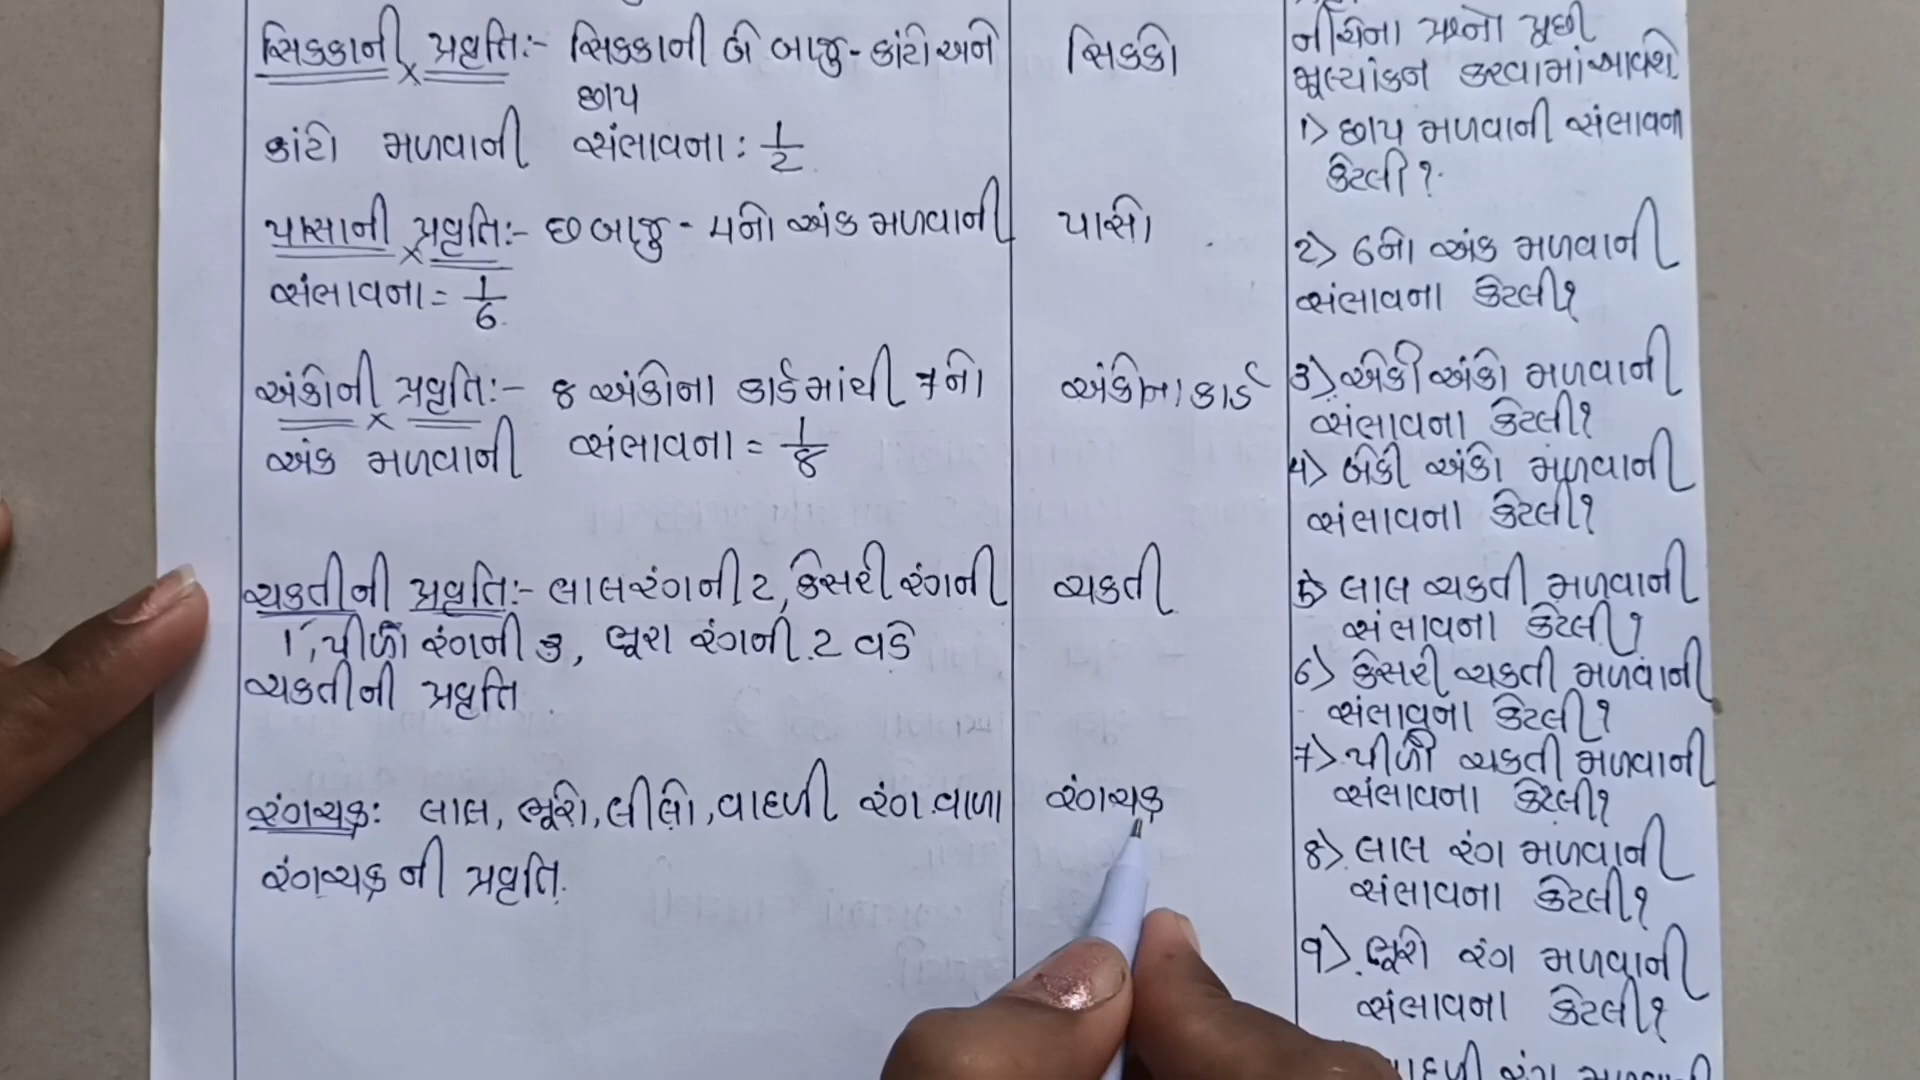 સિક્કાની પ્રવૃતિ:- સિક્કાની બે બાજુ - કાંટો અને
છાપ
કાંટો મળવાની સંભાવના : 1/2
પાસાની પ્રવૃતિ:- છ બાજુ - 4નો અંક મળવાની
સંભાવના = 1/6
અંકોની પ્રવૃતિ:- 8 અંકોના કાર્ડમાંથી 7નો
અંક મળવાની સંભાવના = 1/8
ચકતીની પ્રવૃતિ:- લાલ રંગની 2, કેસરી રંગની
1, પીળા રંગની 3, ભૂરા રંગની 2 વડે
ચકતીની પ્રવૃતિ
રંગચક્ર: લાલ, ભૂરો, લીલો, વાદળી રંગ વાળા
રંગચક્ર ની પ્રવૃતિ.
સિક્કો
પાસો
અંકોના કાર્ડ
ચકતી
રંગચક્ર
નીચેના પ્રશ્નો પૂછી
મૂલ્યાંકન કરવામાં આવશે
1> છાપ મળવાની સંભાવના
કેટલી?
2> 6નો અંક મળવાની
સંભાવના કેટલી?
3> એકી અંકો મળવાની
સંભાવના કેટલી?
4> બેકી અંકો મળવાની
સંભાવના કેટલી?
5> લાલ ચકતી મળવાની
સંભાવના કેટલી?
6> કેસરી ચકતી મળવાની
સંભાવના કેટલી?
7> પીળી ચકતી મળવાની
સંભાવના કેટલી?
8> લાલ રંગ મળવાની
સંભાવના કેટલી?
9> ભૂરો રંગ મળવાની
સંભાવના કેટલી?